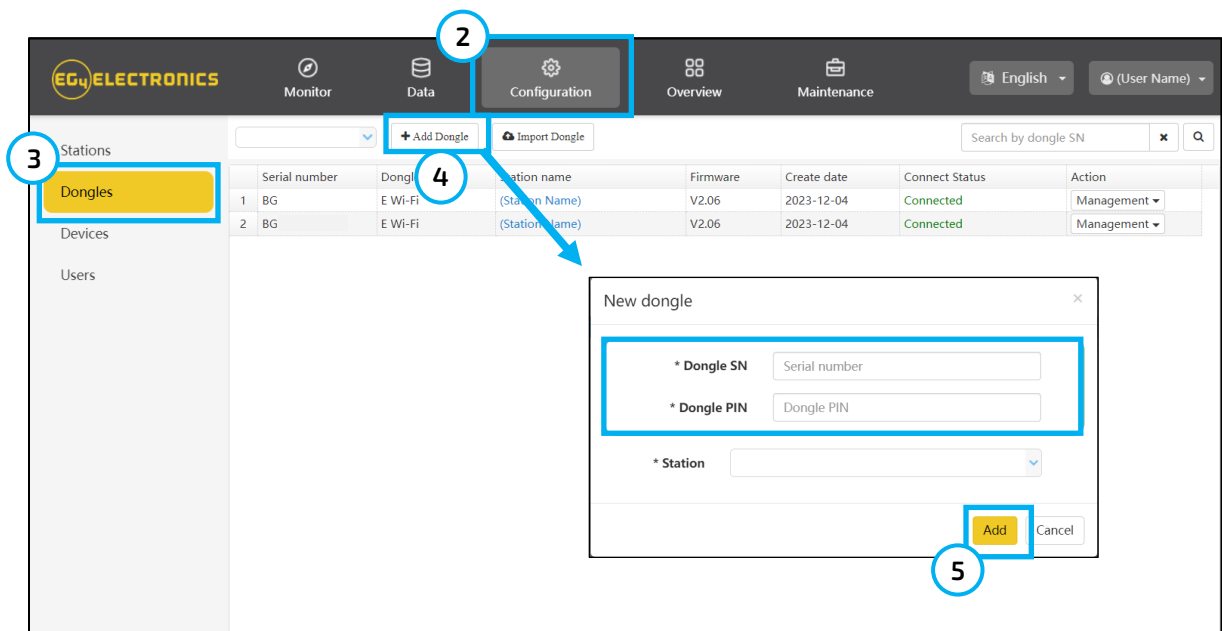 2
EG4 ELECTRONICS
Monitor
Data
Configuration
Overview
Maintenance
English
(User Name)
3
Stations
Dongles
Devices
Users
Add Dongle
Import Dongle
Search by dongle SN
4
Serial number Dongl ation name Firmware Create date Connect Status Action
1 BG E Wi-Fi (Station Name) V2.06 2023-12-04 Connected Management
2 BG E Wi-Fi (Station Name) V2.06 2023-12-04 Connected Management
New dongle ×
* Dongle SN Serial number
* Dongle PIN Dongle PIN
* Station
Add Cancel
5